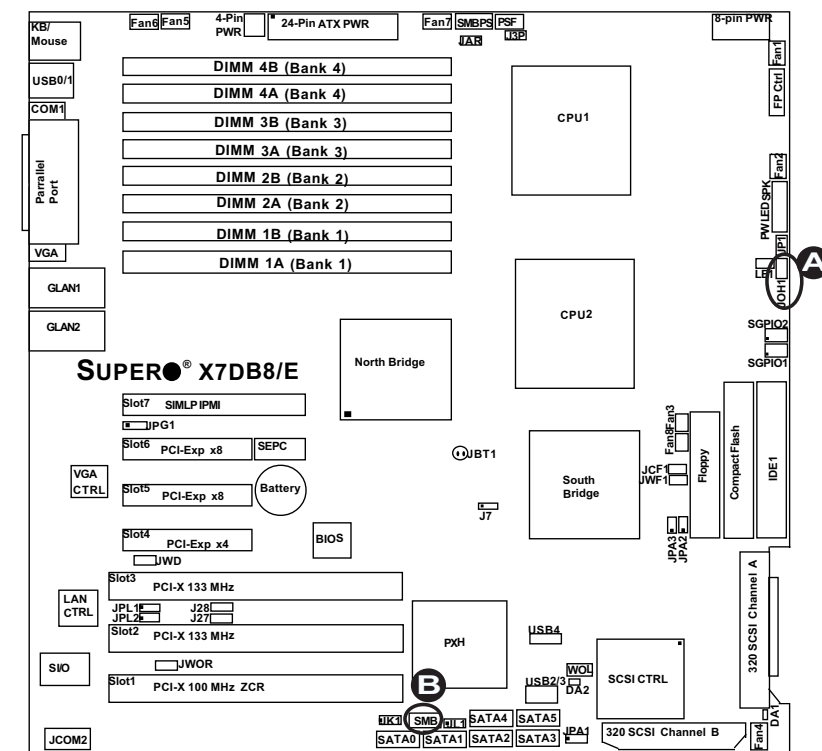 Fan6 Fan5 4-Pin PWR 24-Pin ATX PWR Fan7 SMBPS PSF 8-pin PWR
JAR J3P
KB/
Mouse
Fan1
USB0/1
FP Ctrl
COM1
Parrallel
Port
VGA
GLAN1
GLAN2
DIMM 4B (Bank 4)
DIMM 4A (Bank 4)
DIMM 3B (Bank 3)
DIMM 3A (Bank 3)
DIMM 2B (Bank 2)
DIMM 2A (Bank 2)
DIMM 1B (Bank 1)
DIMM 1A (Bank 1)
CPU1
Fan2
PWLEDSPK
JP1
A
LE1
JOH1
CPU2
SGPIO2
SGPIO1
SUPER® X7DB8/E
North Bridge
Slot7 SIMLP IPMI
JPG1
Slot6 PCI-Exp x8 SEPC
VGA
CTRL
Slot5 PCI-Exp x8
Battery
JBT1
J7
South
Bridge
Fan8 Fan3
JCF1
JWF1
Floppy
Compact Flash
IDE1
JPA3
JPA2
Slot4 PCI-Exp x4
BIOS
JWD
Slot3 PCI-X 133 MHz
LAN
CTRL
JPL1 J28
JPL2 J27
Slot2 PCI-X 133 MHz
PXH
USB4
320 SCSI Channel A
SI/O
JWOR
WOL
SCSI CTRL
Slot1 PCI-X 100 MHz ZCR
B
USB2/3
DA2
DA1
JCOM2
JK1 SMB JL1 SATA4 SATA5
SATA0 SATA1 SATA2 SATA3
JPA1
320 SCSI Channel B
Fan4